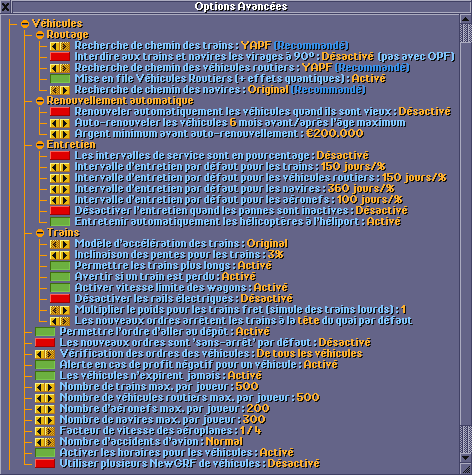 Options Avancées
Véhicules
Routage
Recherche de chemin des trains : YAPF (Recommandé)
Interdire aux trains et navires les virages à 90° : Désactivé (pas avec OPF)
Recherche de chemin des véhicules routiers : YAPF (Recommandé)
Mise en file Véhicules Routiers (+ effets quantiques) : Activé
Recherche de chemin des navires : Original (Recommandé)
Renouvellement automatique
Renouveler automatiquement les véhicules quand ils sont vieux : Désactivé
Auto-renouveler les véhicules 6 mois avant/après l'âge maximum
Argent minimum avant auto-renouvellement : €200,000
Entretien
Les intervalles de service sont en pourcentage : Désactivé
Intervalle d'entretien par défaut pour les trains : 150 jours/%
Intervalle d'entretien par défaut pour les véhicules routiers : 150 jours/%
Intervalle d'entretien par défaut pour les navires : 360 jours/%
Intervalle d'entretien par défaut pour les aéronefs : 100 jours/%
Désactiver l'entretien quand les pannes sont inactives : Désactivé
Entretenir automatiquement les hélicoptères à l'héliport : Activé
Trains
Modèle d'accélération des trains : Original
Inclinaison des pentes pour les trains : 3%
Permettre les trains plus longs : Activé
Avertir si un train est perdu : Activé
Activer vitesse limite des wagons : Activé
Désactiver les rails électriques : Désactivé
Multiplier le poids pour les trains fret (simule des trains lourds) : 1
Les nouveaux ordres arrêtent les trains à la tête du quai par défaut
Permettre l'ordre d'aller au dépôt : Activé
Les nouveaux ordres sont 'sans-arrêt' par défaut : Désactivé
Vérification des ordres des véhicules : De tous les véhicules
Alerte en cas de profit négatif pour un véhicule : Activé
Les véhicules n'expirent jamais : Activé
Nombre de trains max. par joueur : 500
Nombre de véhicules routiers max. par joueur : 500
Nombre d'aéronefs max. par joueur : 200
Nombre de navires max. par joueur : 300
Facteur de vitesse des aéroplanes : 1 / 4
Nombre d'accidents d'avion : Normal
Activer les horaires pour les véhicules : Activé
Utiliser plusieurs NewGRF de véhicules : Désactivé